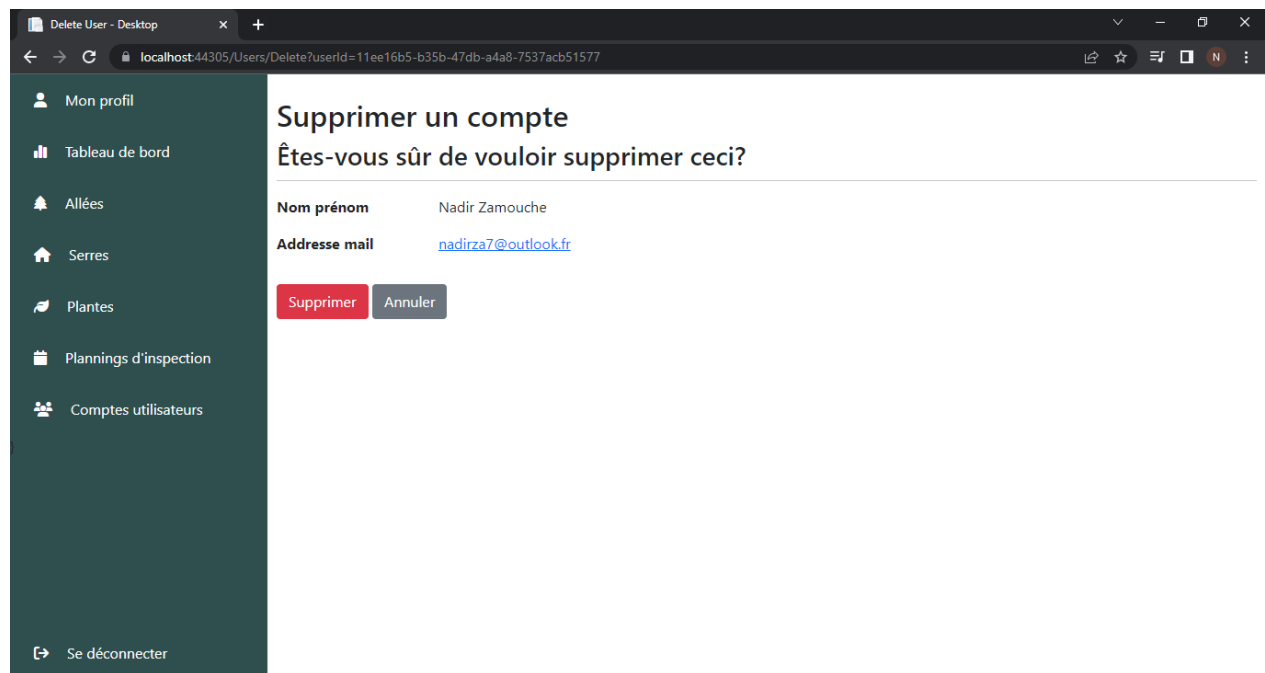 Delete User - Desktop
localhost:44305/Users/Delete?userId=11ee16b5-b35b-47db-a4a8-7537acb51577
N
Mon profil
Tableau de bord
Allées
Serres
Plantes
Plannings d'inspection
Comptes utilisateurs
Se déconnecter
Supprimer un compte
Êtes-vous sûr de vouloir supprimer ceci?
Nom prénom Nadir Zamouche
Addresse mail nadirza7@outlook.fr
Supprimer Annuler